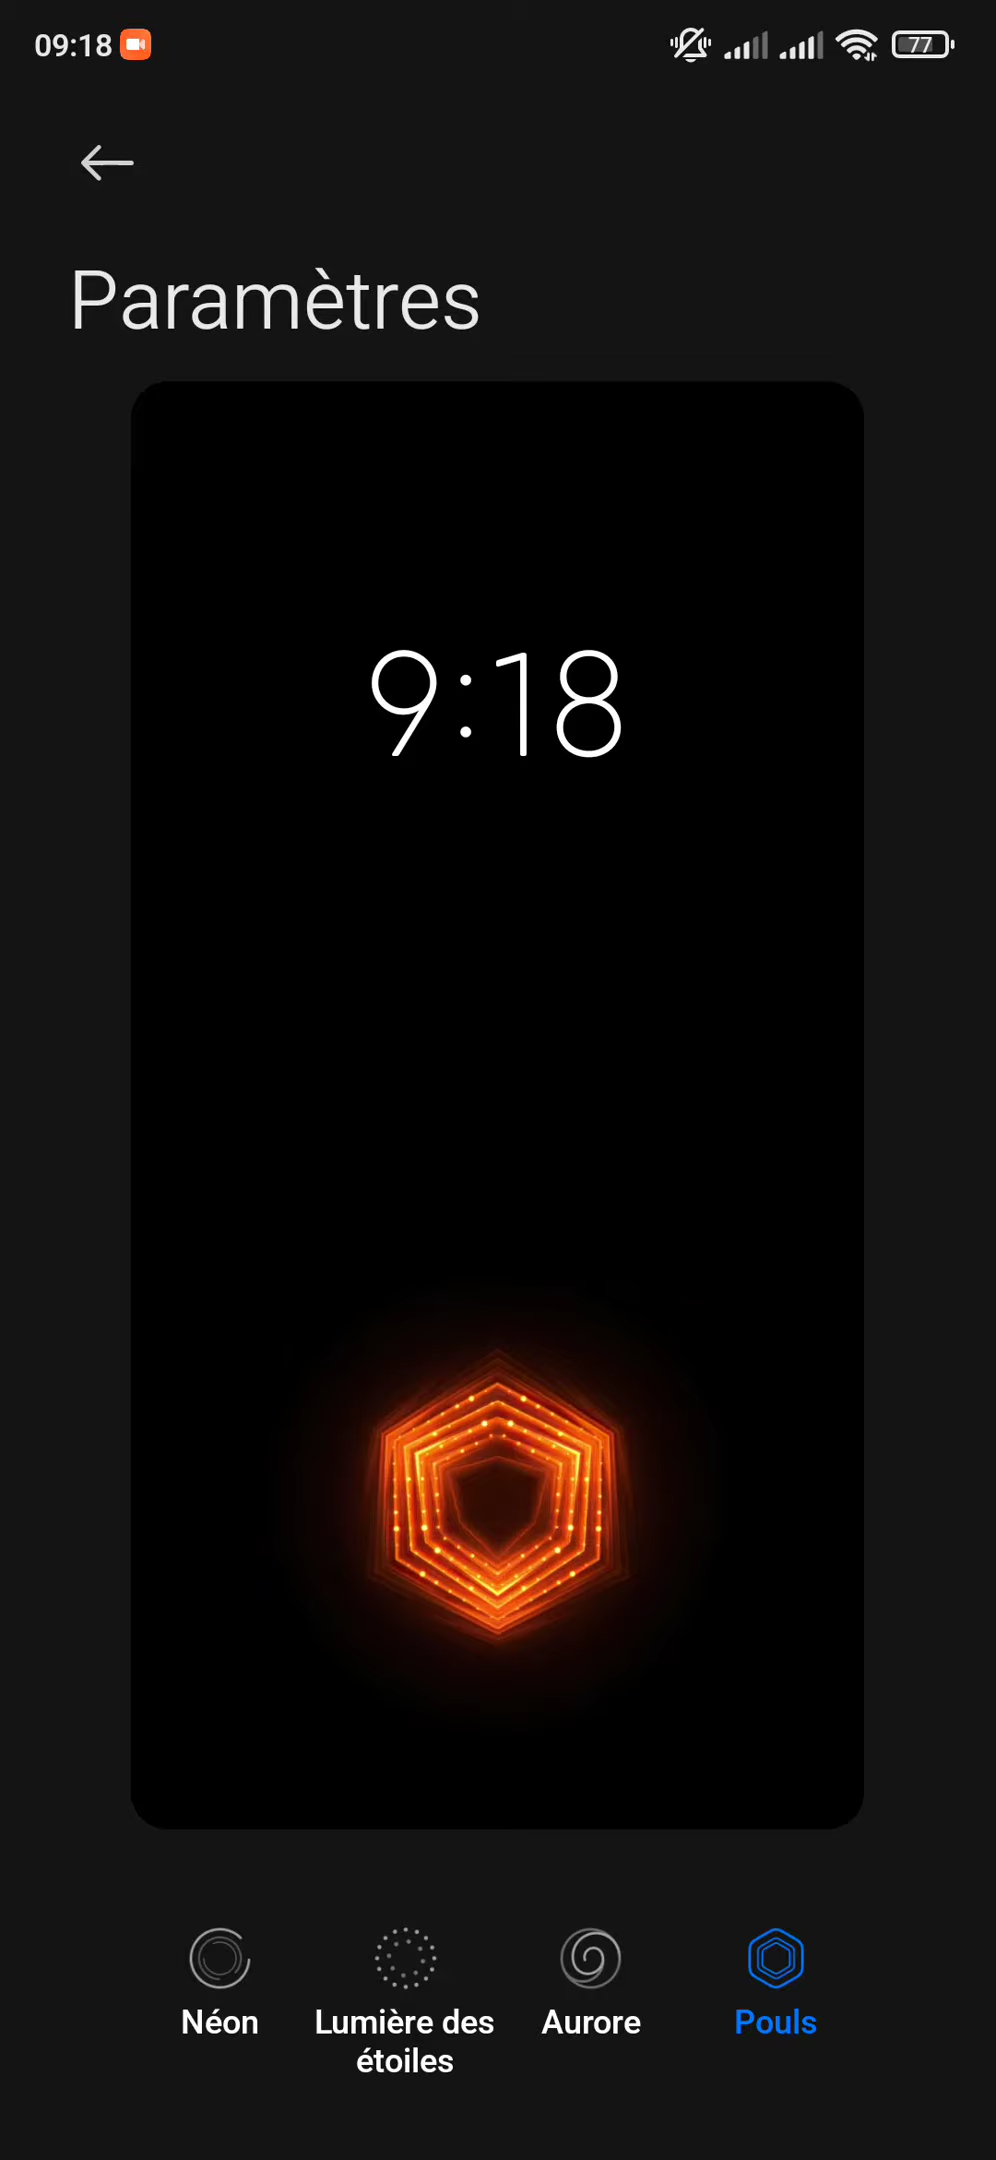 09:18
77
Paramètres
9:18
Néon
Lumière des
étoiles
Aurore
Pouls